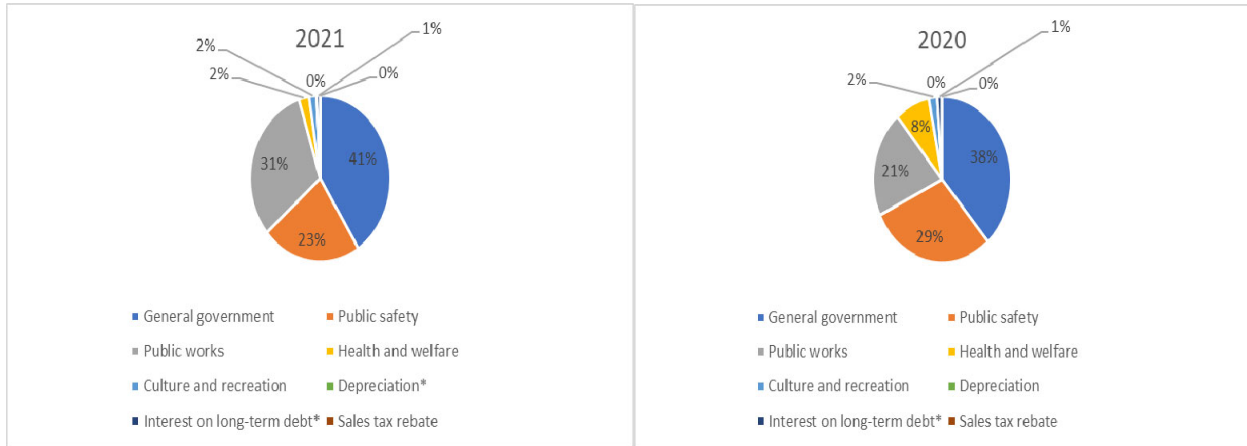 2021
2%
1%
2%
0%
0%
31%
41%
23%
General government
Public safety
Public works
Health and welfare
Culture and recreation
Depreciation*
Interest on long-term debt*
Sales tax rebate
2020
1%
2%
0%
0%
8%
38%
21%
29%
General government
Public safety
Public works
Health and welfare
Culture and recreation
Depreciation
Interest on long-term debt*
Sales tax rebate